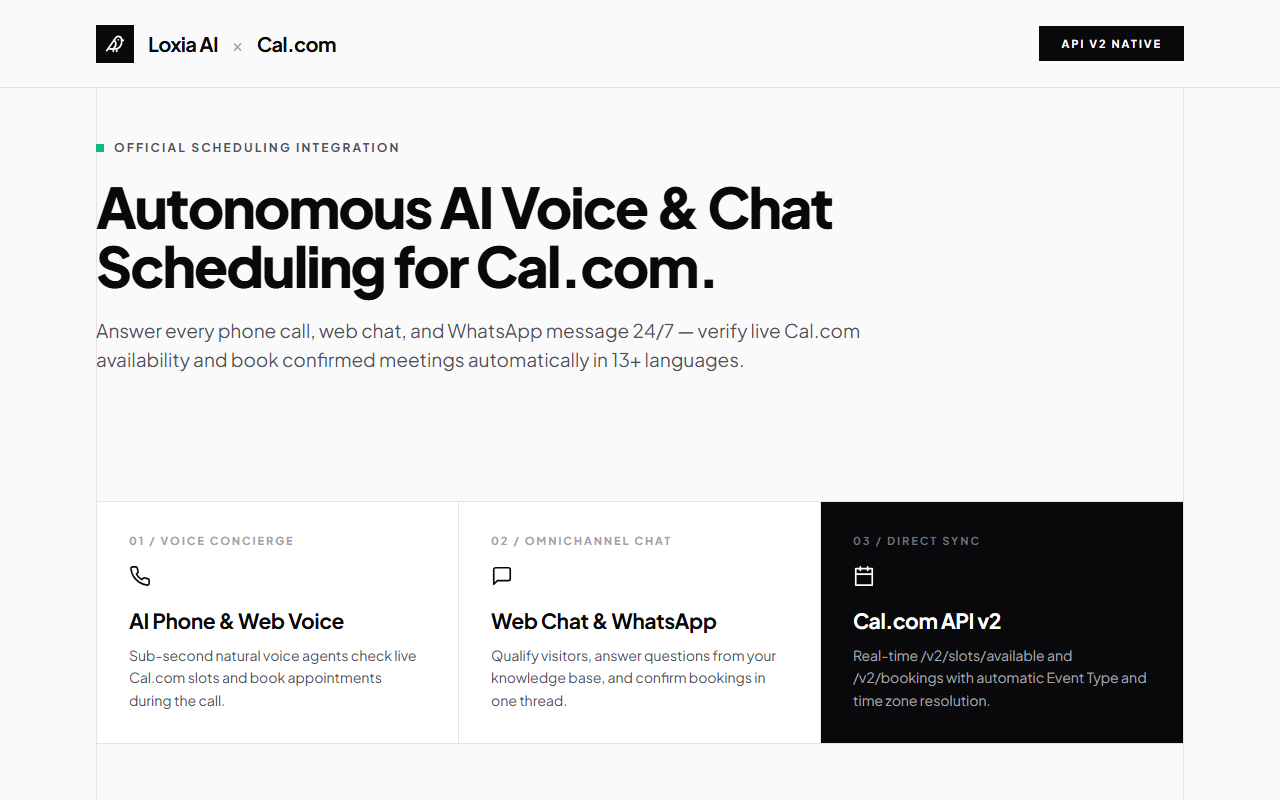 Loxia AI × Cal.com
API V2 NATIVE
OFFICIAL SCHEDULING INTEGRATION
Autonomous AI Voice & Chat
Scheduling for Cal.com.
Answer every phone call, web chat, and WhatsApp message 24/7 — verify live Cal.com
availability and book confirmed meetings automatically in 13+ languages.
01 / VOICE CONCIERGE
AI Phone & Web Voice
Sub-second natural voice agents check live
Cal.com slots and book appointments
during the call.
02 / OMNICHANNEL CHAT
Web Chat & WhatsApp
Qualify visitors, answer questions from your
knowledge base, and confirm bookings in
one thread.
03 / DIRECT SYNC
Cal.com API v2
Real-time /v2/slots/available and
/v2/bookings with automatic Event Type and
time zone resolution.